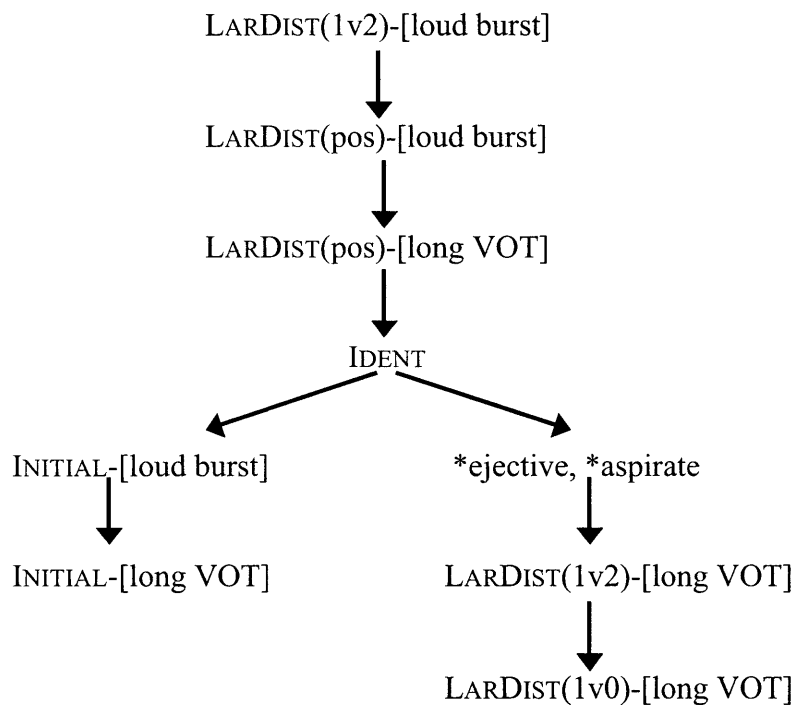 LARDIST(1v2)-[loud burst]
LARDIST(pos)-[loud burst]
LARDIST(pos)-[long VOT]
IDENT
INITIAL-[loud burst] *ejective, *aspirate
INITIAL-[long VOT] LARDIST(1v2)-[long VOT]
LARDIST(1v0)-[long VOT]